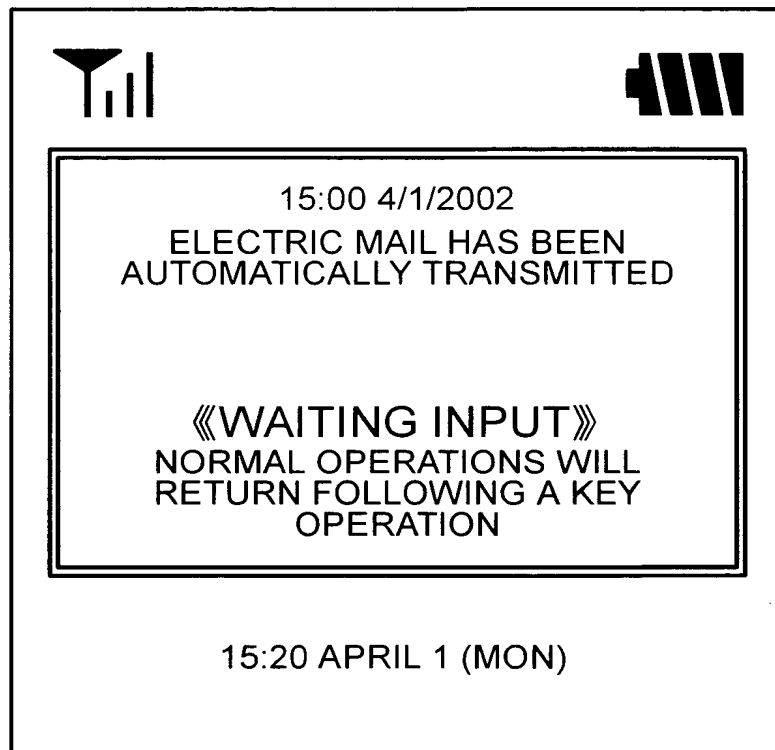 15:00 4/1/2002
ELECTRIC MAIL HAS BEEN
AUTOMATICALLY TRANSMITTED
⟪WAITING INPUT⟫
NORMAL OPERATIONS WILL
RETURN FOLLOWING A KEY
OPERATION
15:20 APRIL 1 (MON)